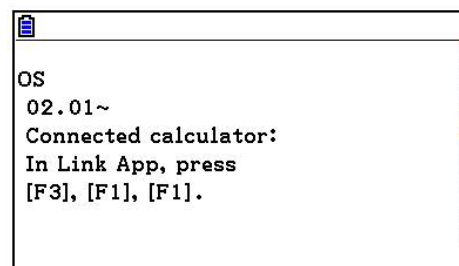 OS
02.01~
Connected calculator:
In Link App, press
[F3], [F1], [F1].